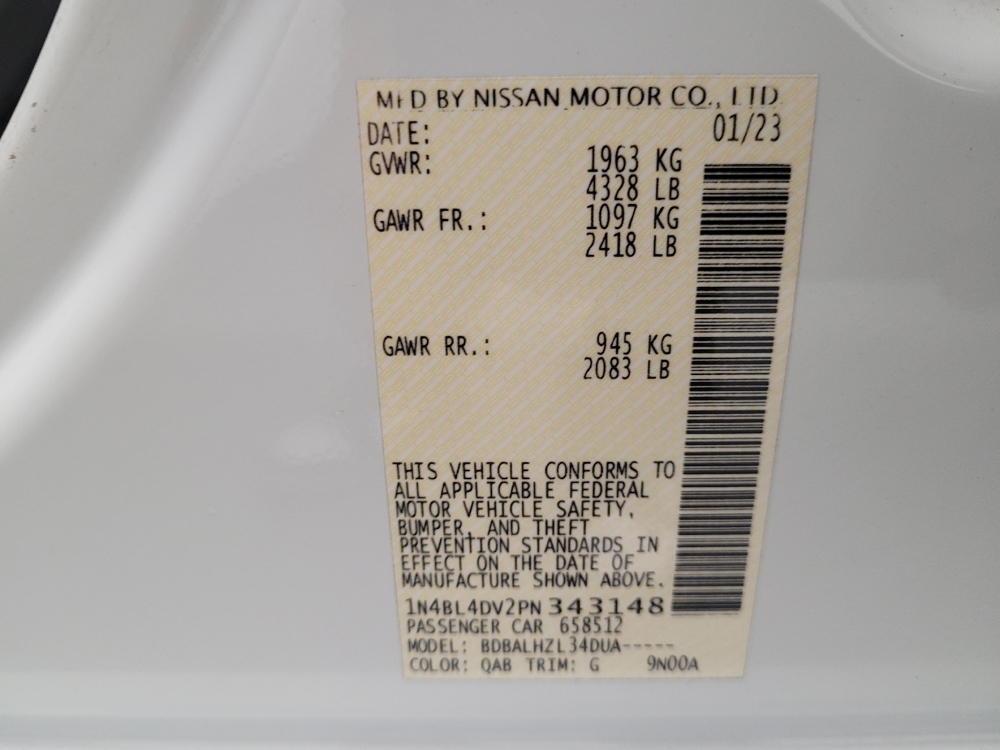 MFD BY NISSAN MOTOR CO., LTD.
DATE: 01/23
GVWR: 1963 KG
4328 LB
GAWR FR.: 1097 KG
2418 LB
GAWR RR.: 945 KG
2083 LB
THIS VEHICLE CONFORMS TO
ALL APPLICABLE FEDERAL
MOTOR VEHICLE SAFETY,
BUMPER, AND THEFT
PREVENTION STANDARDS IN
EFFECT ON THE DATE OF
MANUFACTURE SHOWN ABOVE.
1N4BL4DV2PN343148
PASSENGER CAR 658512
MODEL: BDBALHZL34DUA-----
COLOR: QAB TRIM: G 9N00A